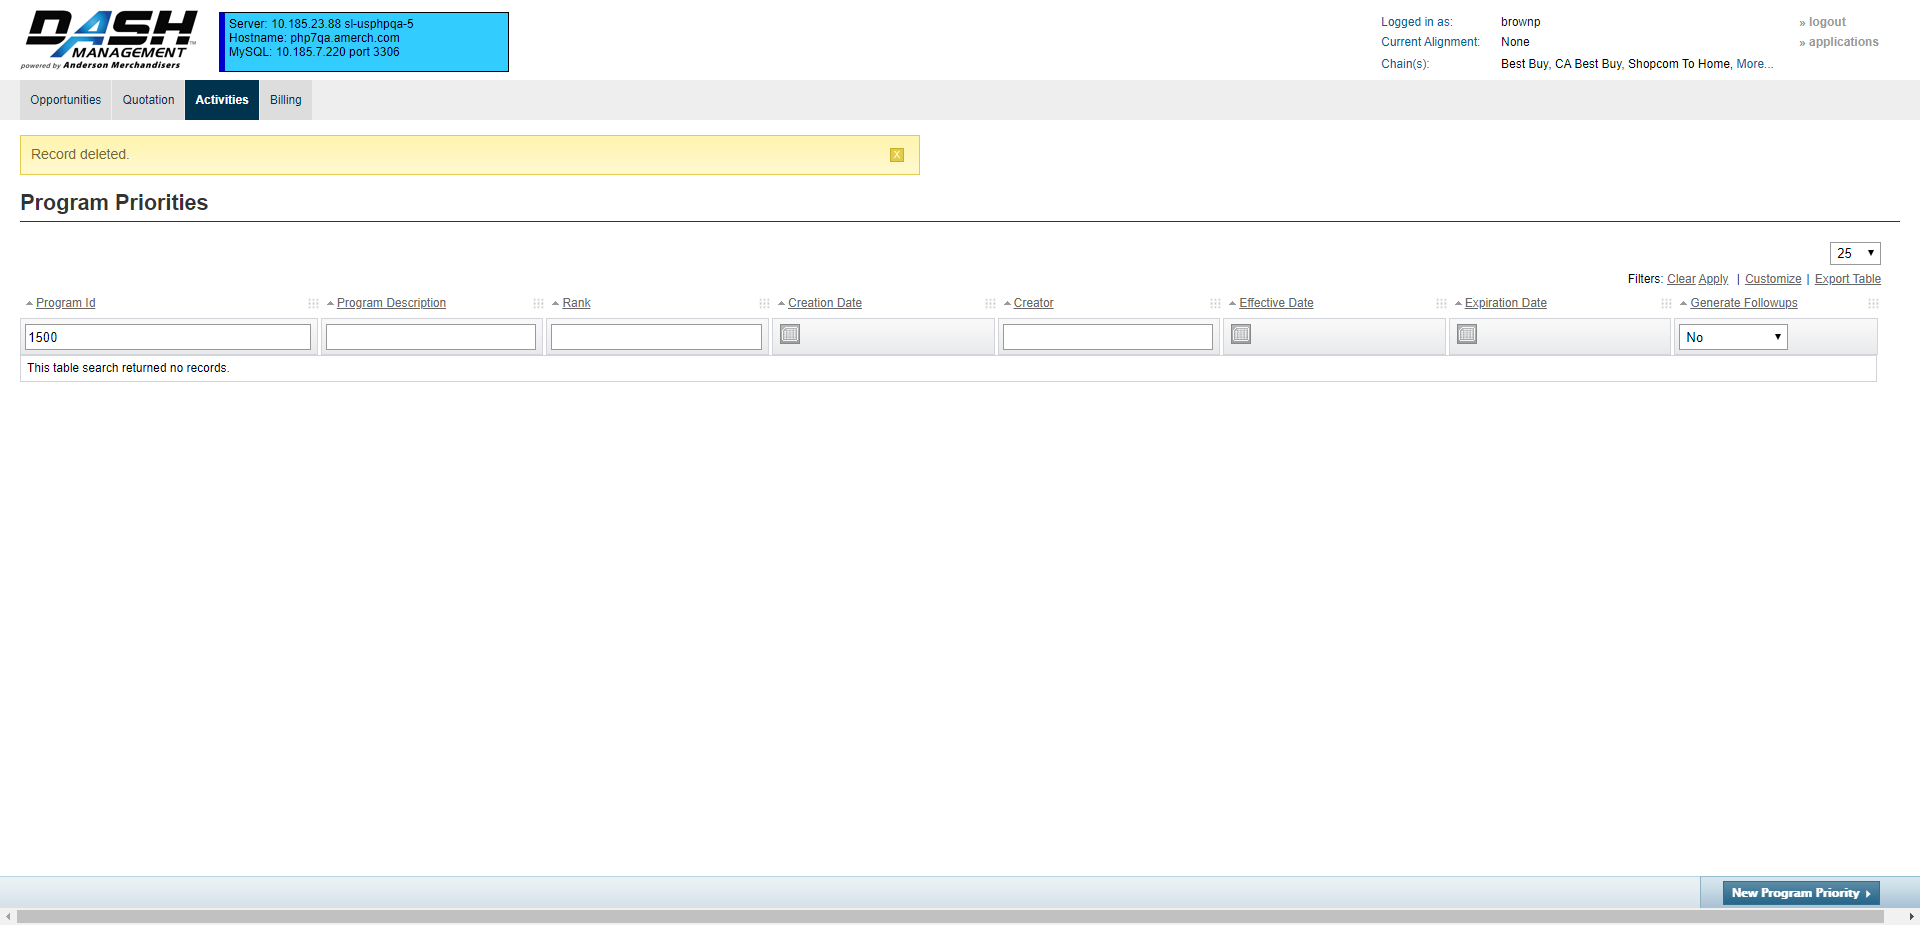 DASH
MANAGEMENT
powered by Anderson Merchandisers
Server: 10.185.23.88 sl-usphpqa-5
Hostname: php7qa.amerch.com
MySQL: 10.185.7.220 port 3306
Logged in as: brownp
» logout
Current Alignment: None
» applications
Chain(s): Best Buy, CA Best Buy, Shopcom To Home, More...
Opportunities Quotation Activities Billing
Record deleted. X
Program Priorities
25
Filters: Clear Apply | Customize | Export Table
Program Id Program Description Rank Creation Date Creator Effective Date Expiration Date Generate Followups
1500 No
This table search returned no records.
New Program Priority